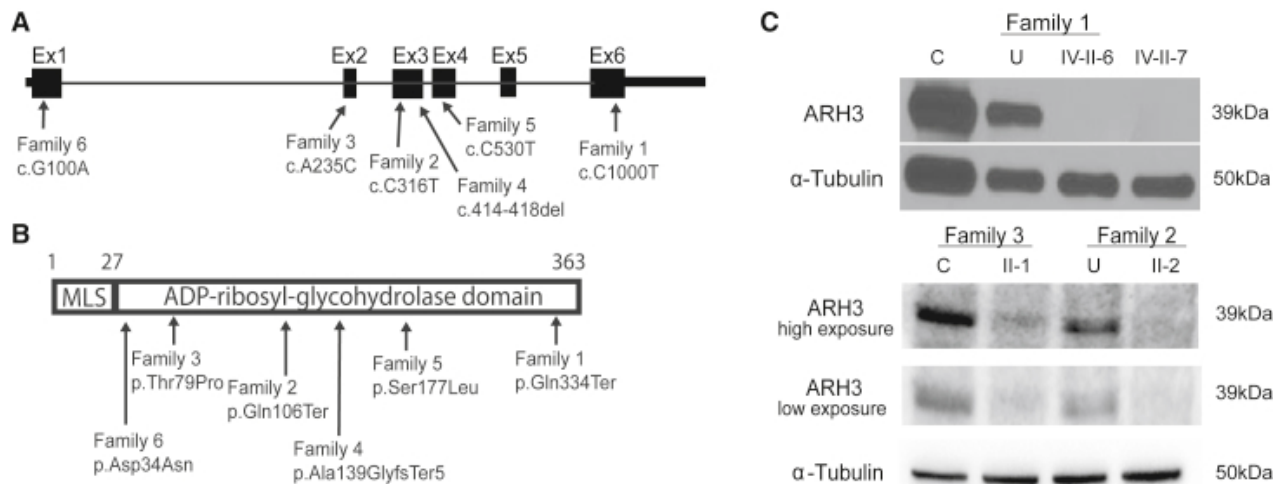 A
Ex1 Ex2 Ex3 Ex4 Ex5 Ex6
Family 6
c.G100A
Family 3
c.A235C
Family 2
c.C316T
Family 5
c.C530T
Family 4
c.414-418del
Family 1
c.C1000T
B
1 27 363
MLS ADP-ribosyl-glycohydrolase domain
Family 3
p.Thr79Pro
Family 2
p.Gln106Ter
Family 5
p.Ser177Leu
Family 1
p.Gln334Ter
Family 6
p.Asp34Asn
Family 4
p.Ala139GlyfsTer5
C
Family 1
C U IV-II-6 IV-II-7
ARH3 39kDa
α-Tubulin 50kDa
Family 3 Family 2
C II-1 U II-2
ARH3
high exposure
39kDa
ARH3
low exposure
39kDa
α-Tubulin 50kDa